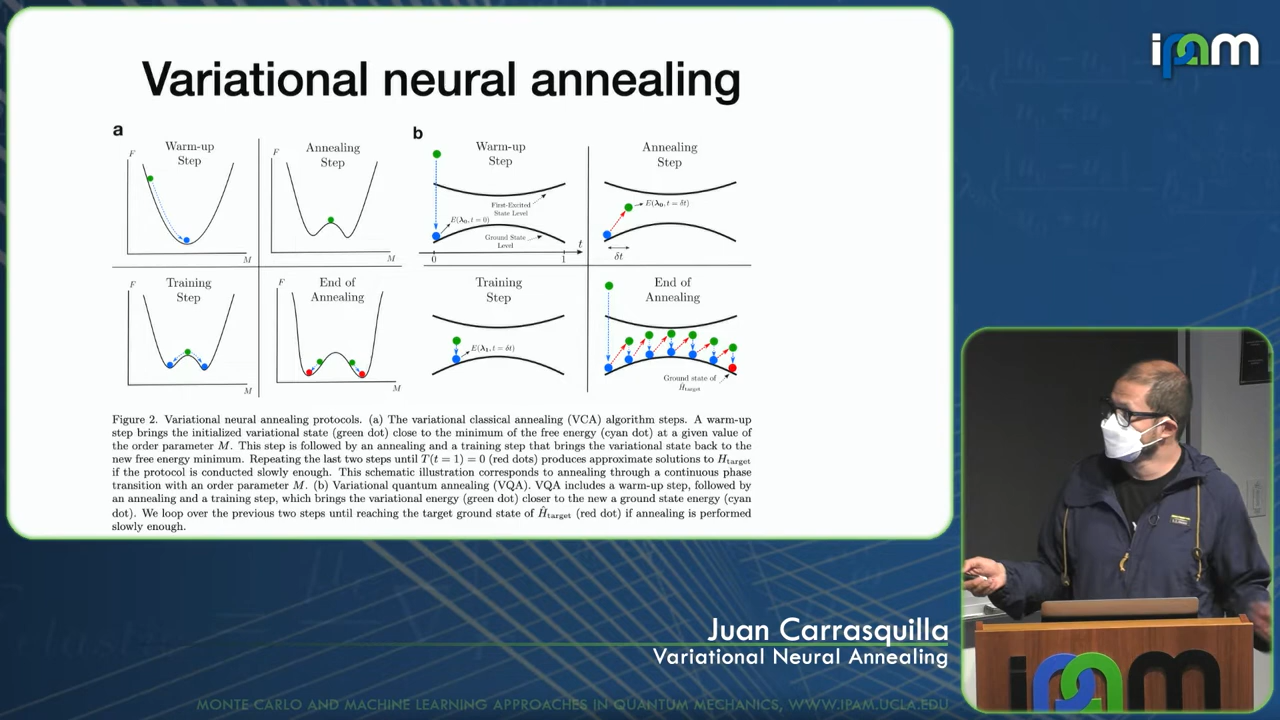 Variational neural annealing
a
F
Warm-up
Step
M
F
Annealing
Step
M
F
Training
Step
M
F
End of
Annealing
M
b
Warm-up
Step
First-Excited
State Level
E(λ₀, t = 0)
Ground State
Level
t
0
1
Annealing
Step
E(λ₀, t = δt)
δt
Training
Step
E(λ₁, t = δt)
End of
Annealing
Ground state of
Ĥtarget
Figure 2. Variational neural annealing protocols. (a) The variational classical annealing (VCA) algorithm steps. A warm-up
step brings the initialized variational state (green dot) close to the minimum of the free energy (cyan dot) at a given value of
the order parameter M. This step is followed by an annealing and a training step that brings the variational state back to the
new free energy minimum. Repeating the last two steps until T(t = 1) = 0 (red dots) produces approximate solutions to Htarget
if the protocol is conducted slowly enough. This schematic illustration corresponds to annealing through a continuous phase
transition with an order parameter M. (b) Variational quantum annealing (VQA). VQA includes a warm-up step, followed by
an annealing and a training step, which brings the variational energy (green dot) closer to the new a ground state energy (cyan
dot). We loop over the previous two steps until reaching the target ground state of Ĥtarget (red dot) if annealing is performed
slowly enough.
ipam
Juan Carrasquilla
Variational Neural Annealing
ipam
MONTE CARLO AND MACHINE LEARNING APPROACHES IN QUANTUM MECHANICS, WWW.IPAM.UCLA.EDU